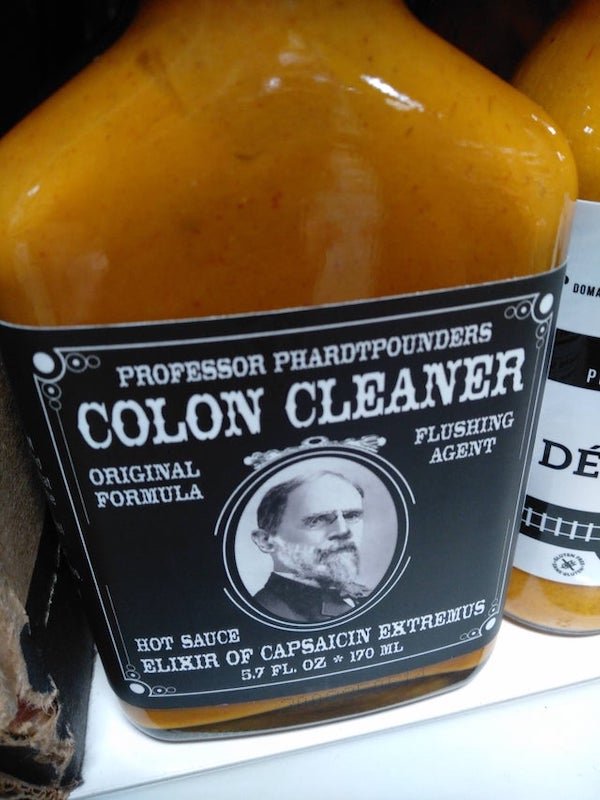 PROFESSOR PHARDTPOUNDERS
COLON CLEANER
ORIGINAL
FORMULA
FLUSHING
AGENT
HOT SAUCE
ELIXIR OF CAPSAICIN EXTREMUS
5.7 FL. OZ * 170 ML
DOMA
P
DÉ